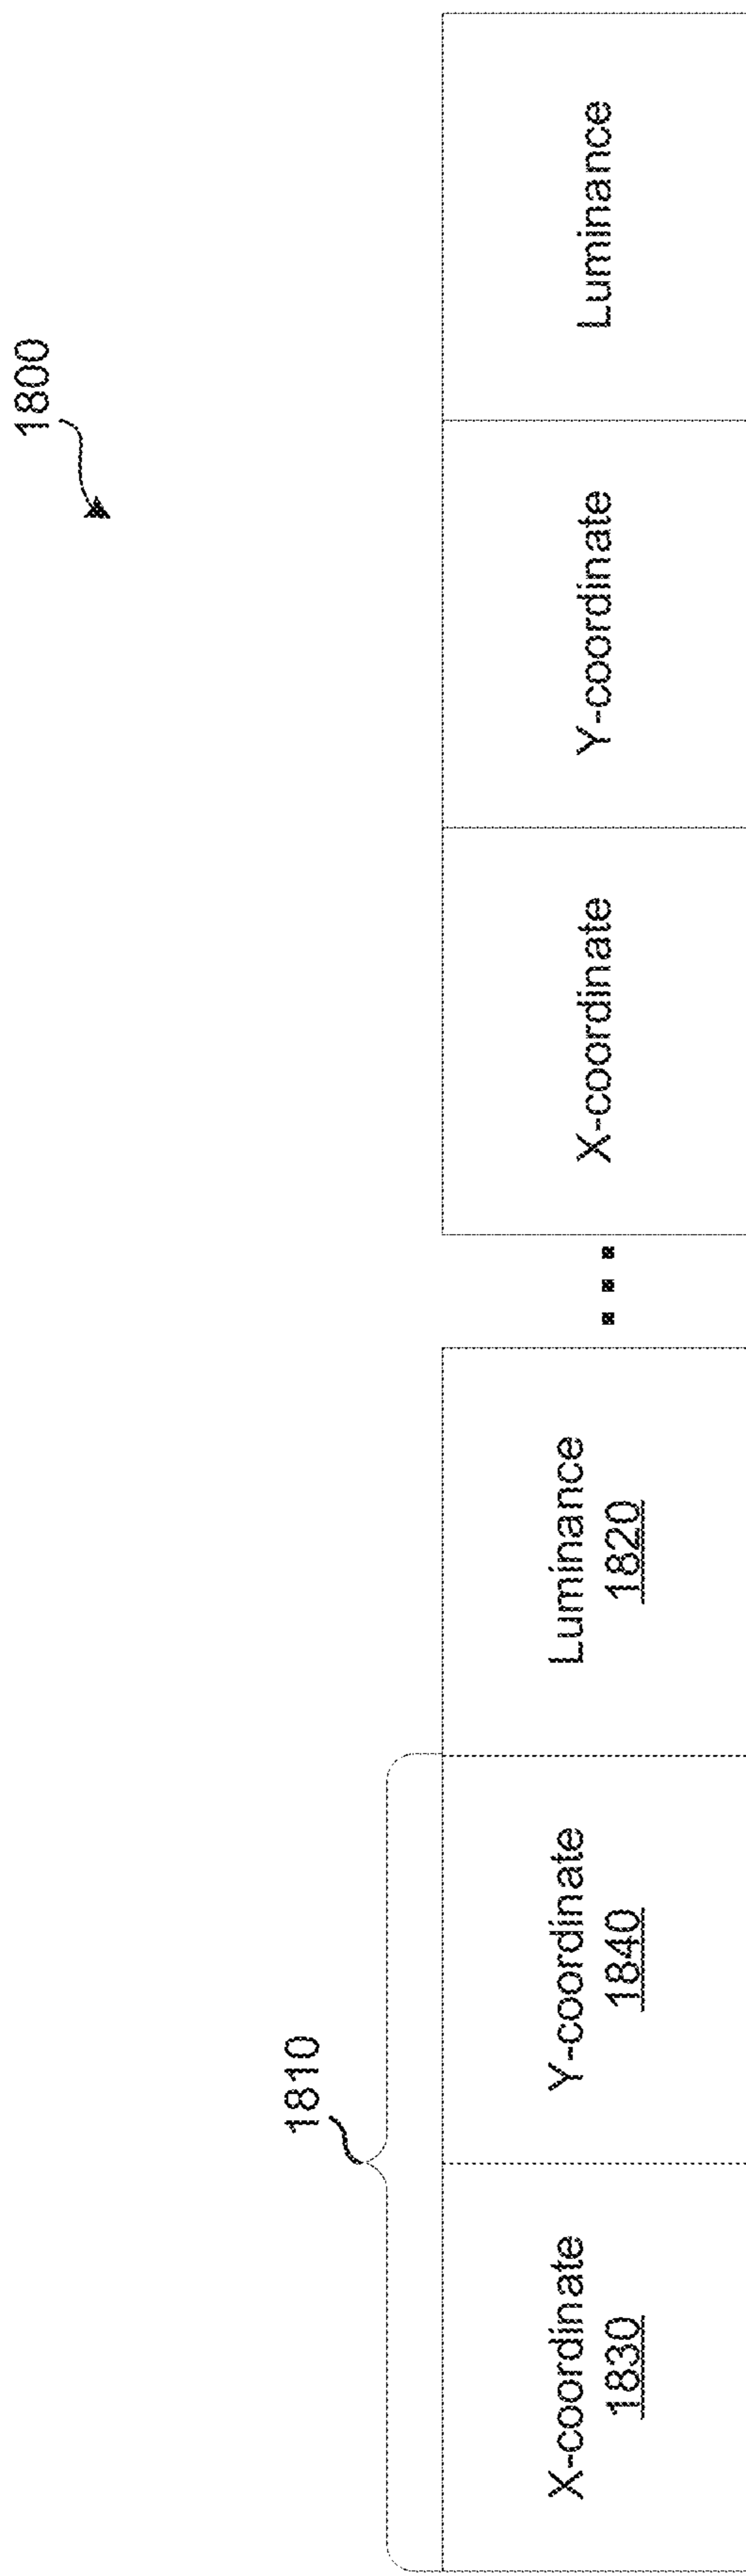 1800
1810
X-coordinate
1830
Y-coordinate
1840
Luminance
1820
X-coordinate
Y-coordinate
Luminance